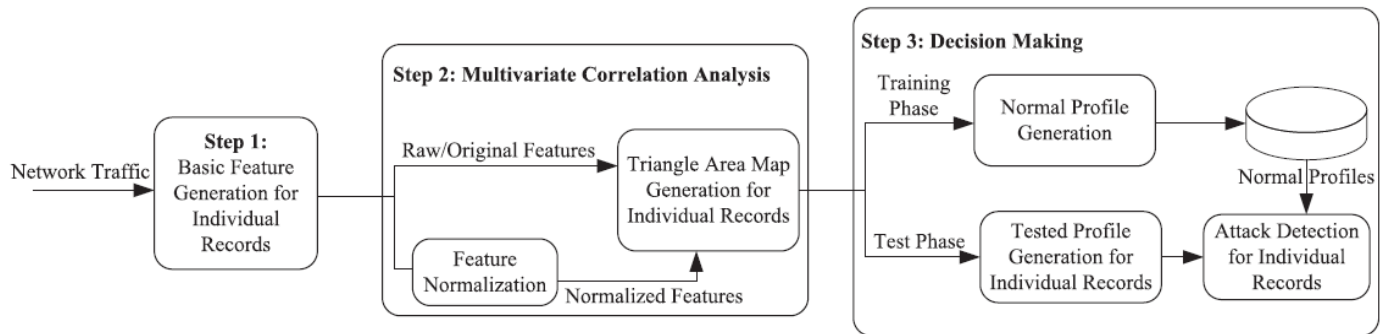 Network Traffic
Step 1:
Basic Feature
Generation for
Individual
Records
Step 2: Multivariate Correlation Analysis
Raw/Original Features
Feature
Normalization
Normalized Features
Triangle Area Map
Generation for
Individual Records
Step 3: Decision Making
Training
Phase
Normal Profile
Generation
Normal Profiles
Test Phase
Tested Profile
Generation for
Individual Records
Attack Detection
for Individual
Records